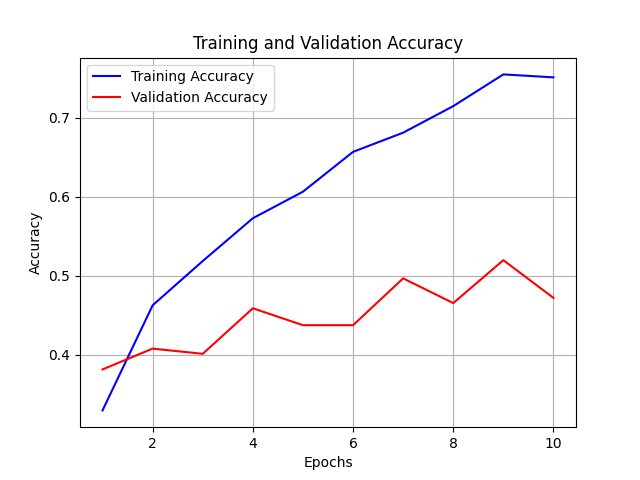 Training and Validation Accuracy
Training Accuracy
Validation Accuracy
Accuracy
0.7
0.6
0.5
0.4
2 4 6 8 10
Epochs